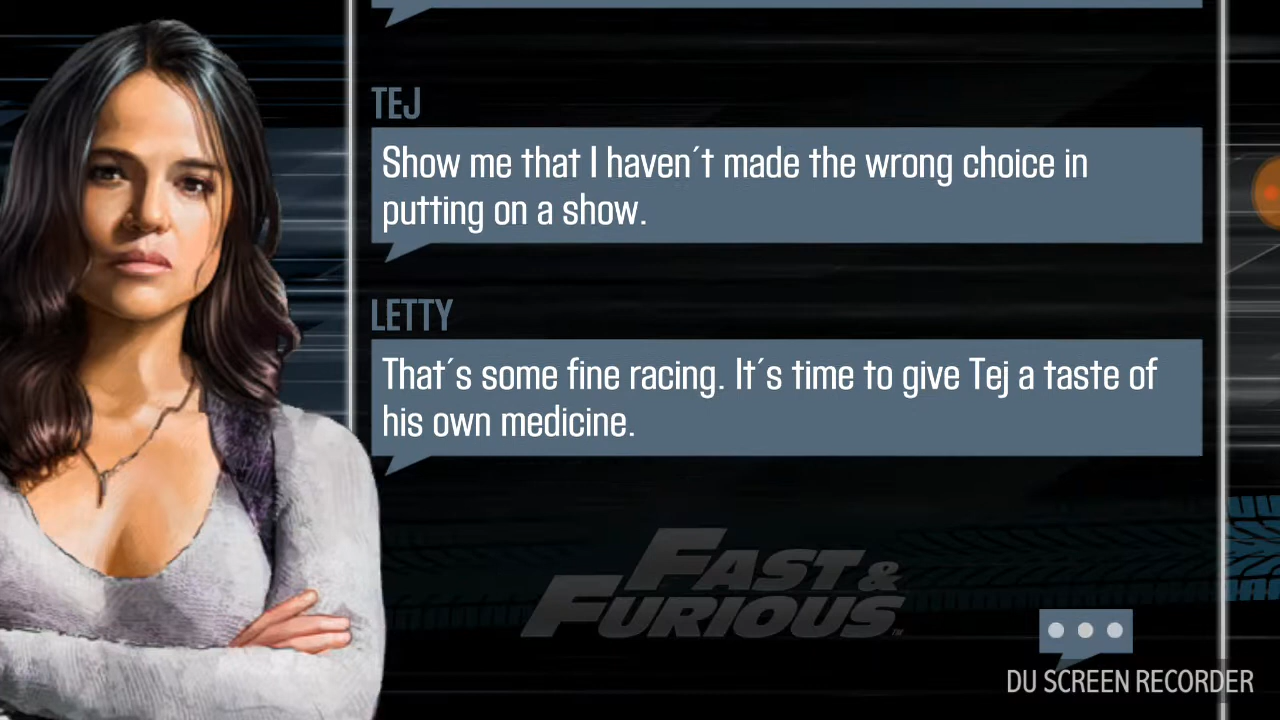 TEJ
Show me that I haven´t made the wrong choice in
putting on a show.
LETTY
That´s some fine racing. It´s time to give Tej a taste of
his own medicine.
FAST &
FURIOUS™
DU SCREEN RECORDER